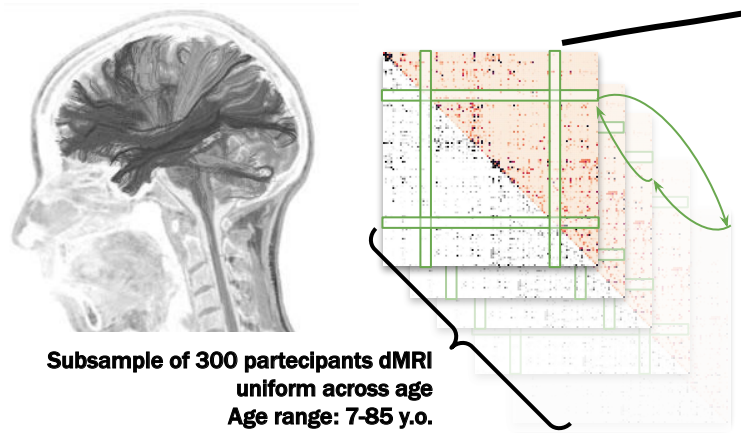 Subsample of 300 partecipants dMRI
uniform across age
Age range: 7-85 y.o.